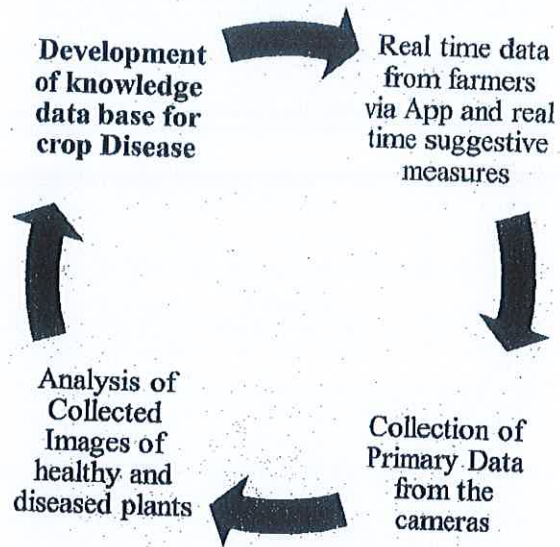 Development
of knowledge
data base for
crop Disease
Real time data
from farmers
via App and real
time suggestive
measures
Collection of
Primary Data
from the
cameras
Analysis of
Collected
Images of
healthy and
diseased plants